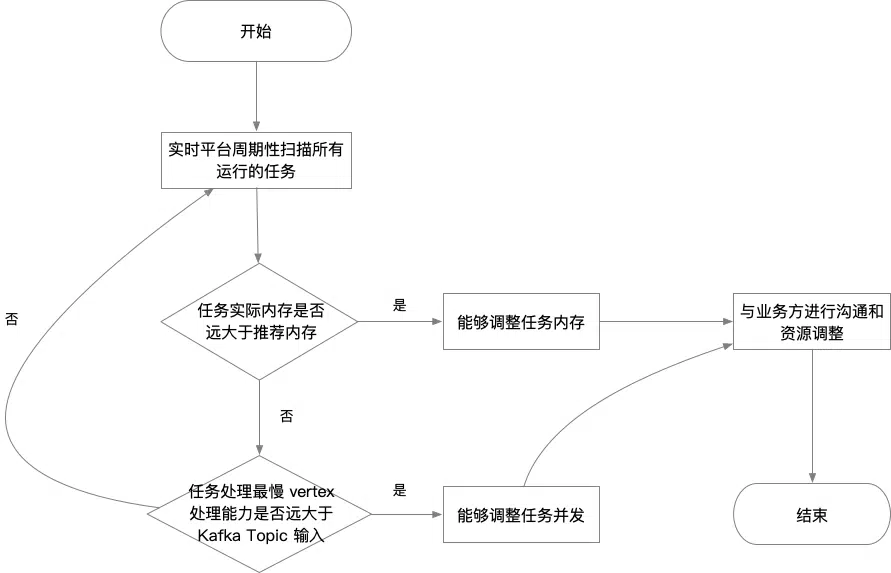 开始
实时平台周期性扫描所有
运行的任务
否
任务实际内存是否
远大于推荐内存
是
能够调整任务内存
与业务方进行沟通和
资源调整
否
任务处理最慢 vertex
处理能力是否远大于
Kafka Topic 输入
是
能够调整任务并发
结束